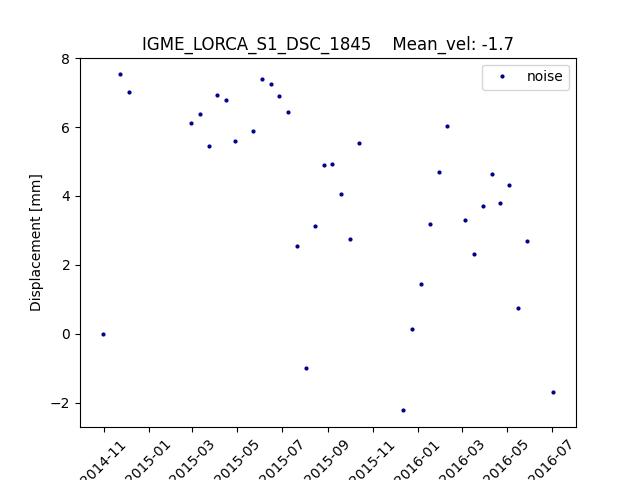 IGME_LORCA_S1_DSC_1845    Mean_vel: -1.7
noise
Displacement [mm]
8
6
4
2
0
−2
2014-11 2015-01 2015-03 2015-05 2015-07 2015-09 2015-11 2016-01 2016-03 2016-05 2016-07